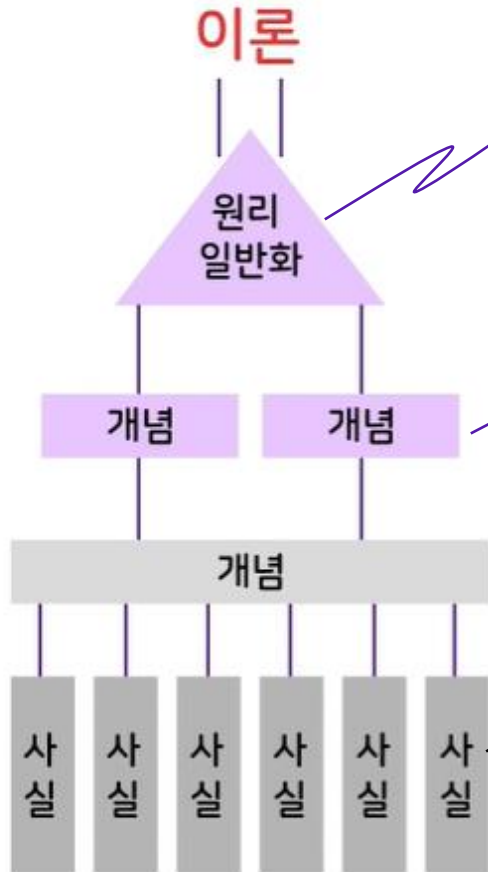 이론
원리
일반화
개념 개념
개념
사 사 사 사 사 사
실 실 실 실 실 실